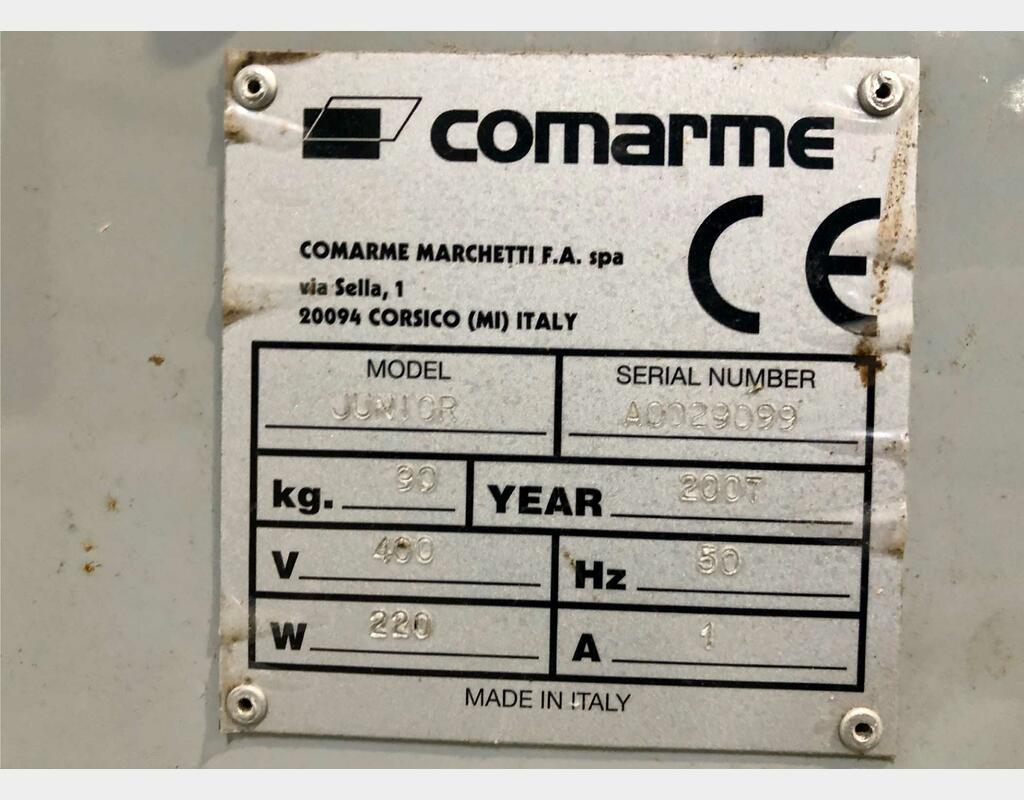 comarme
CE
COMARME MARCHETTI F.A. spa
via Sella, 1
20094 CORSICO (MI) ITALY
MODEL
JUNIOR
SERIAL NUMBER
A0029099
kg. 90
YEAR 2007
V 400
Hz 50
W 220
A 1
MADE IN ITALY